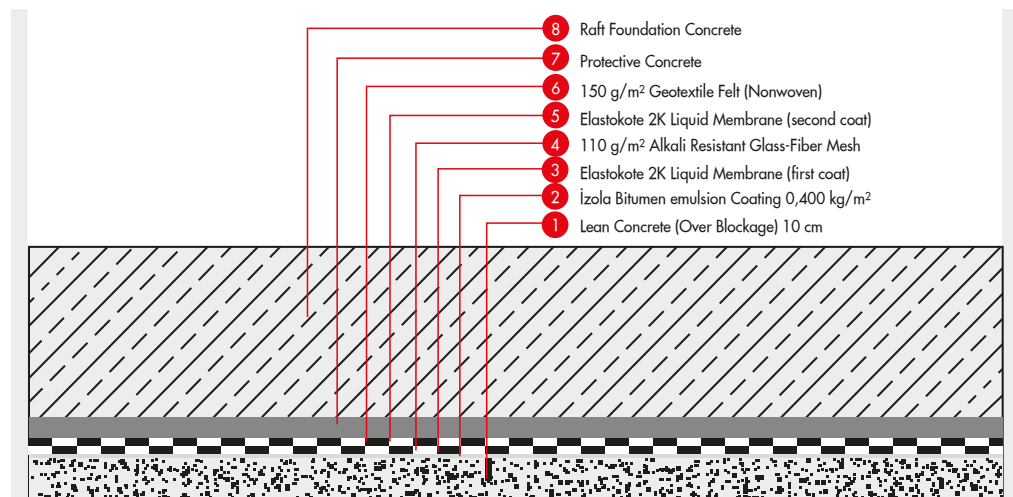 8 Raft Foundation Concrete
7 Protective Concrete
6 150 g/m² Geotextile Felt (Nonwoven)
5 Elastokote 2K Liquid Membrane (second coat)
4 110 g/m² Alkali Resistant Glass-Fiber Mesh
3 Elastokote 2K Liquid Membrane (first coat)
2 İzola Bitumen emulsion Coating 0,400 kg/m²
1 Lean Concrete (Over Blockage) 10 cm